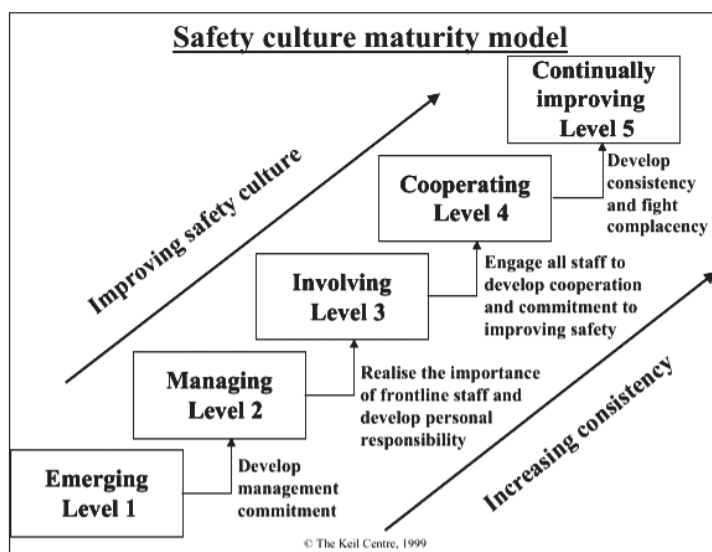 Safety culture maturity model
Continually
improving
Level 5
Develop
consistency
and fight
complacency
Improving safety culture
Cooperating
Level 4
Engage all staff to
develop cooperation
and commitment to
improving safety
Involving
Level 3
Realise the importance
of frontline staff and
develop personal
responsibility
Managing
Level 2
Increasing consistency
Develop
management
commitment
Emerging
Level 1
© The Keil Centre, 1999